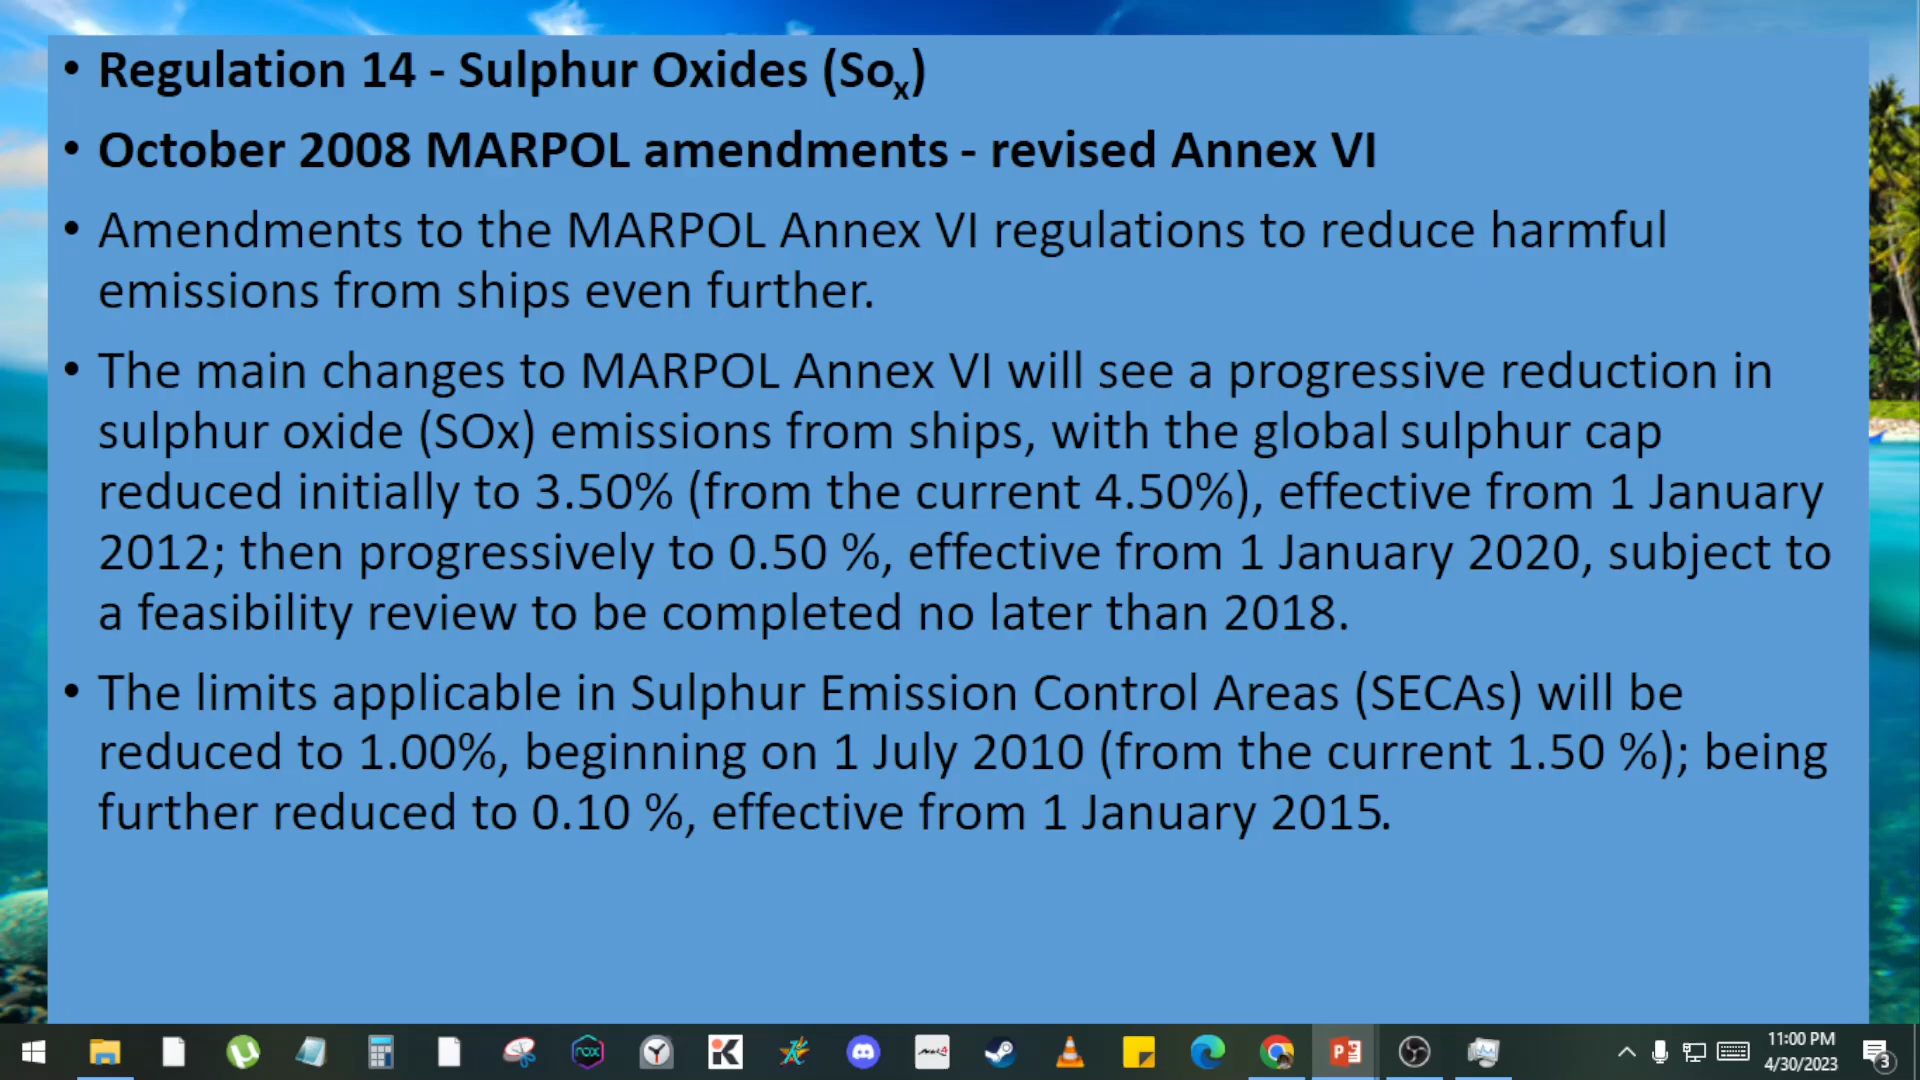 • Regulation 14 - Sulphur Oxides (Sox)
• October 2008 MARPOL amendments - revised Annex VI
• Amendments to the MARPOL Annex VI regulations to reduce harmful
emissions from ships even further.
• The main changes to MARPOL Annex VI will see a progressive reduction in
sulphur oxide (SOx) emissions from ships, with the global sulphur cap
reduced initially to 3.50% (from the current 4.50%), effective from 1 January
2012; then progressively to 0.50 %, effective from 1 January 2020, subject to
a feasibility review to be completed no later than 2018.
• The limits applicable in Sulphur Emission Control Areas (SECAs) will be
reduced to 1.00%, beginning on 1 July 2010 (from the current 1.50 %); being
further reduced to 0.10 %, effective from 1 January 2015.
nox
11:00 PM
4/30/2023
3